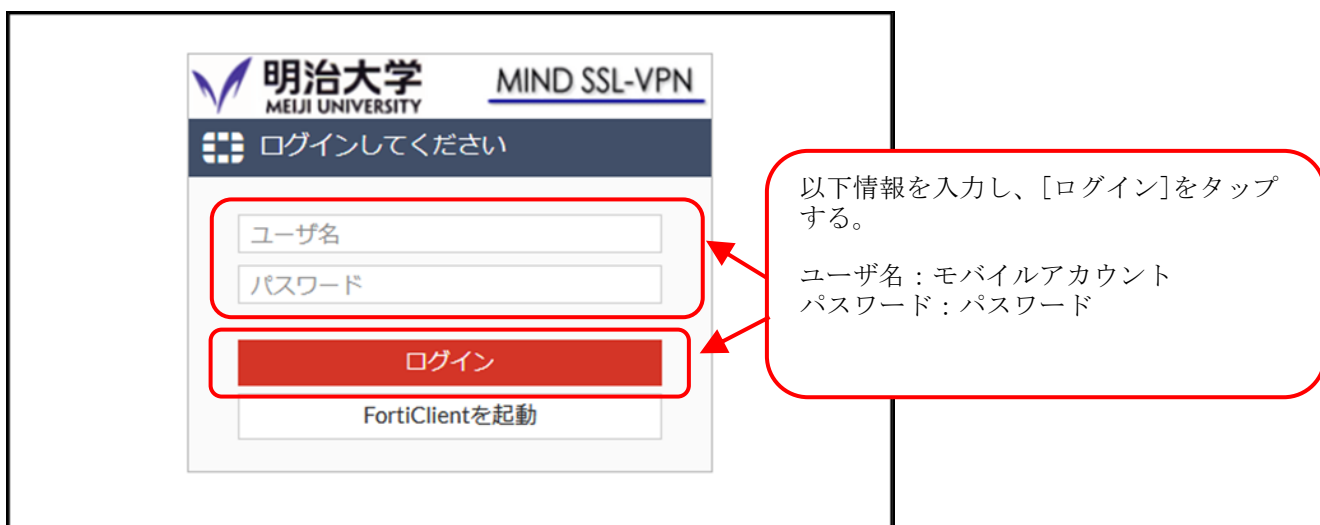 明治大学
MEIJI UNIVERSITY
MIND SSL-VPN
ログインしてください
ユーザ名
パスワード
ログイン
FortiClientを起動
以下情報を入力し、[ログイン]をタップ
する。
ユーザ名：モバイルアカウント
パスワード：パスワード